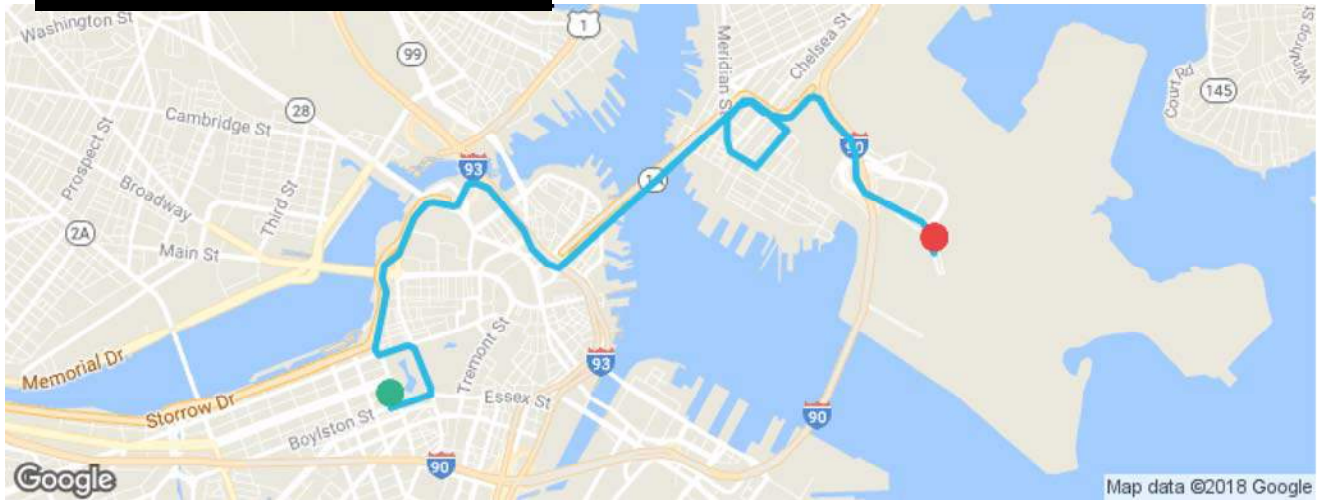 Washington St
1
99
Meridian St
Chelsea St
Court Rd
Winthrop St
145
28
Cambridge St
Prospect St
Broadway
Third St
93
90
1A
2A
Main St
Memorial Dr
Storrow Dr
Tremont St
93
Essex St
Boylston St
90
90
Google
Map data ©2018 Google